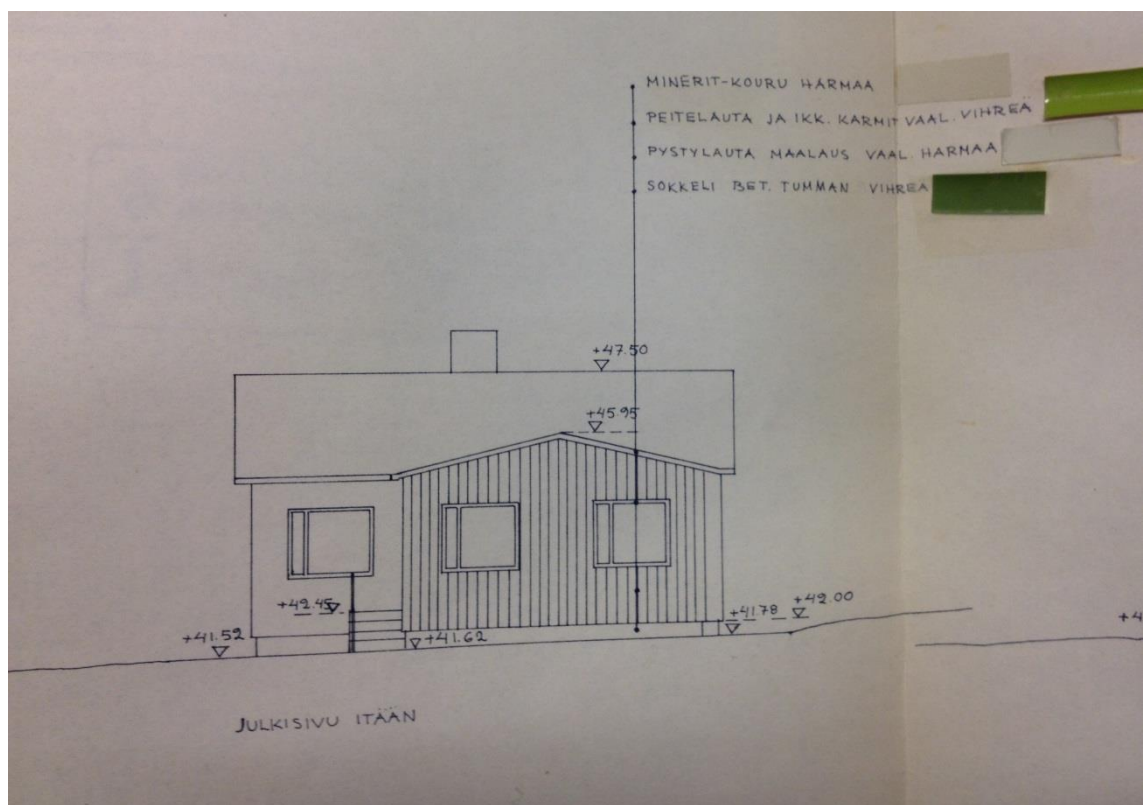 MINERIT-KOURU HARMAA
PEITELAUTA JA IKK. KARMIT VAAL. VIHREÄ
PYSTYLAUTA MAALAUS VAAL HARMAA
SOKKELI BET. TUMMAN VIHREÄ
+47.50
+45.95
+42.45
+42.00
+41.78
+41.52
+41.62
+4
JULKISIVU ITÄÄN